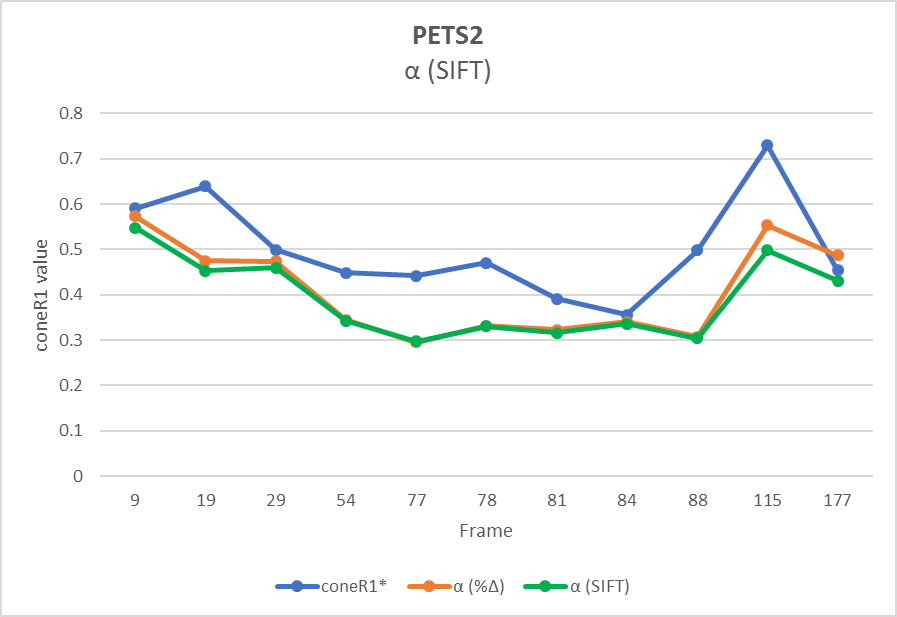 PETS2
α (SIFT)
0.8
0.7
0.6
0.5
0.4
0.3
0.2
0.1
0
coneR1 value
9 19 29 54 77 78 81 84 88 115 177
Frame
coneR1* α (%Δ) α (SIFT)